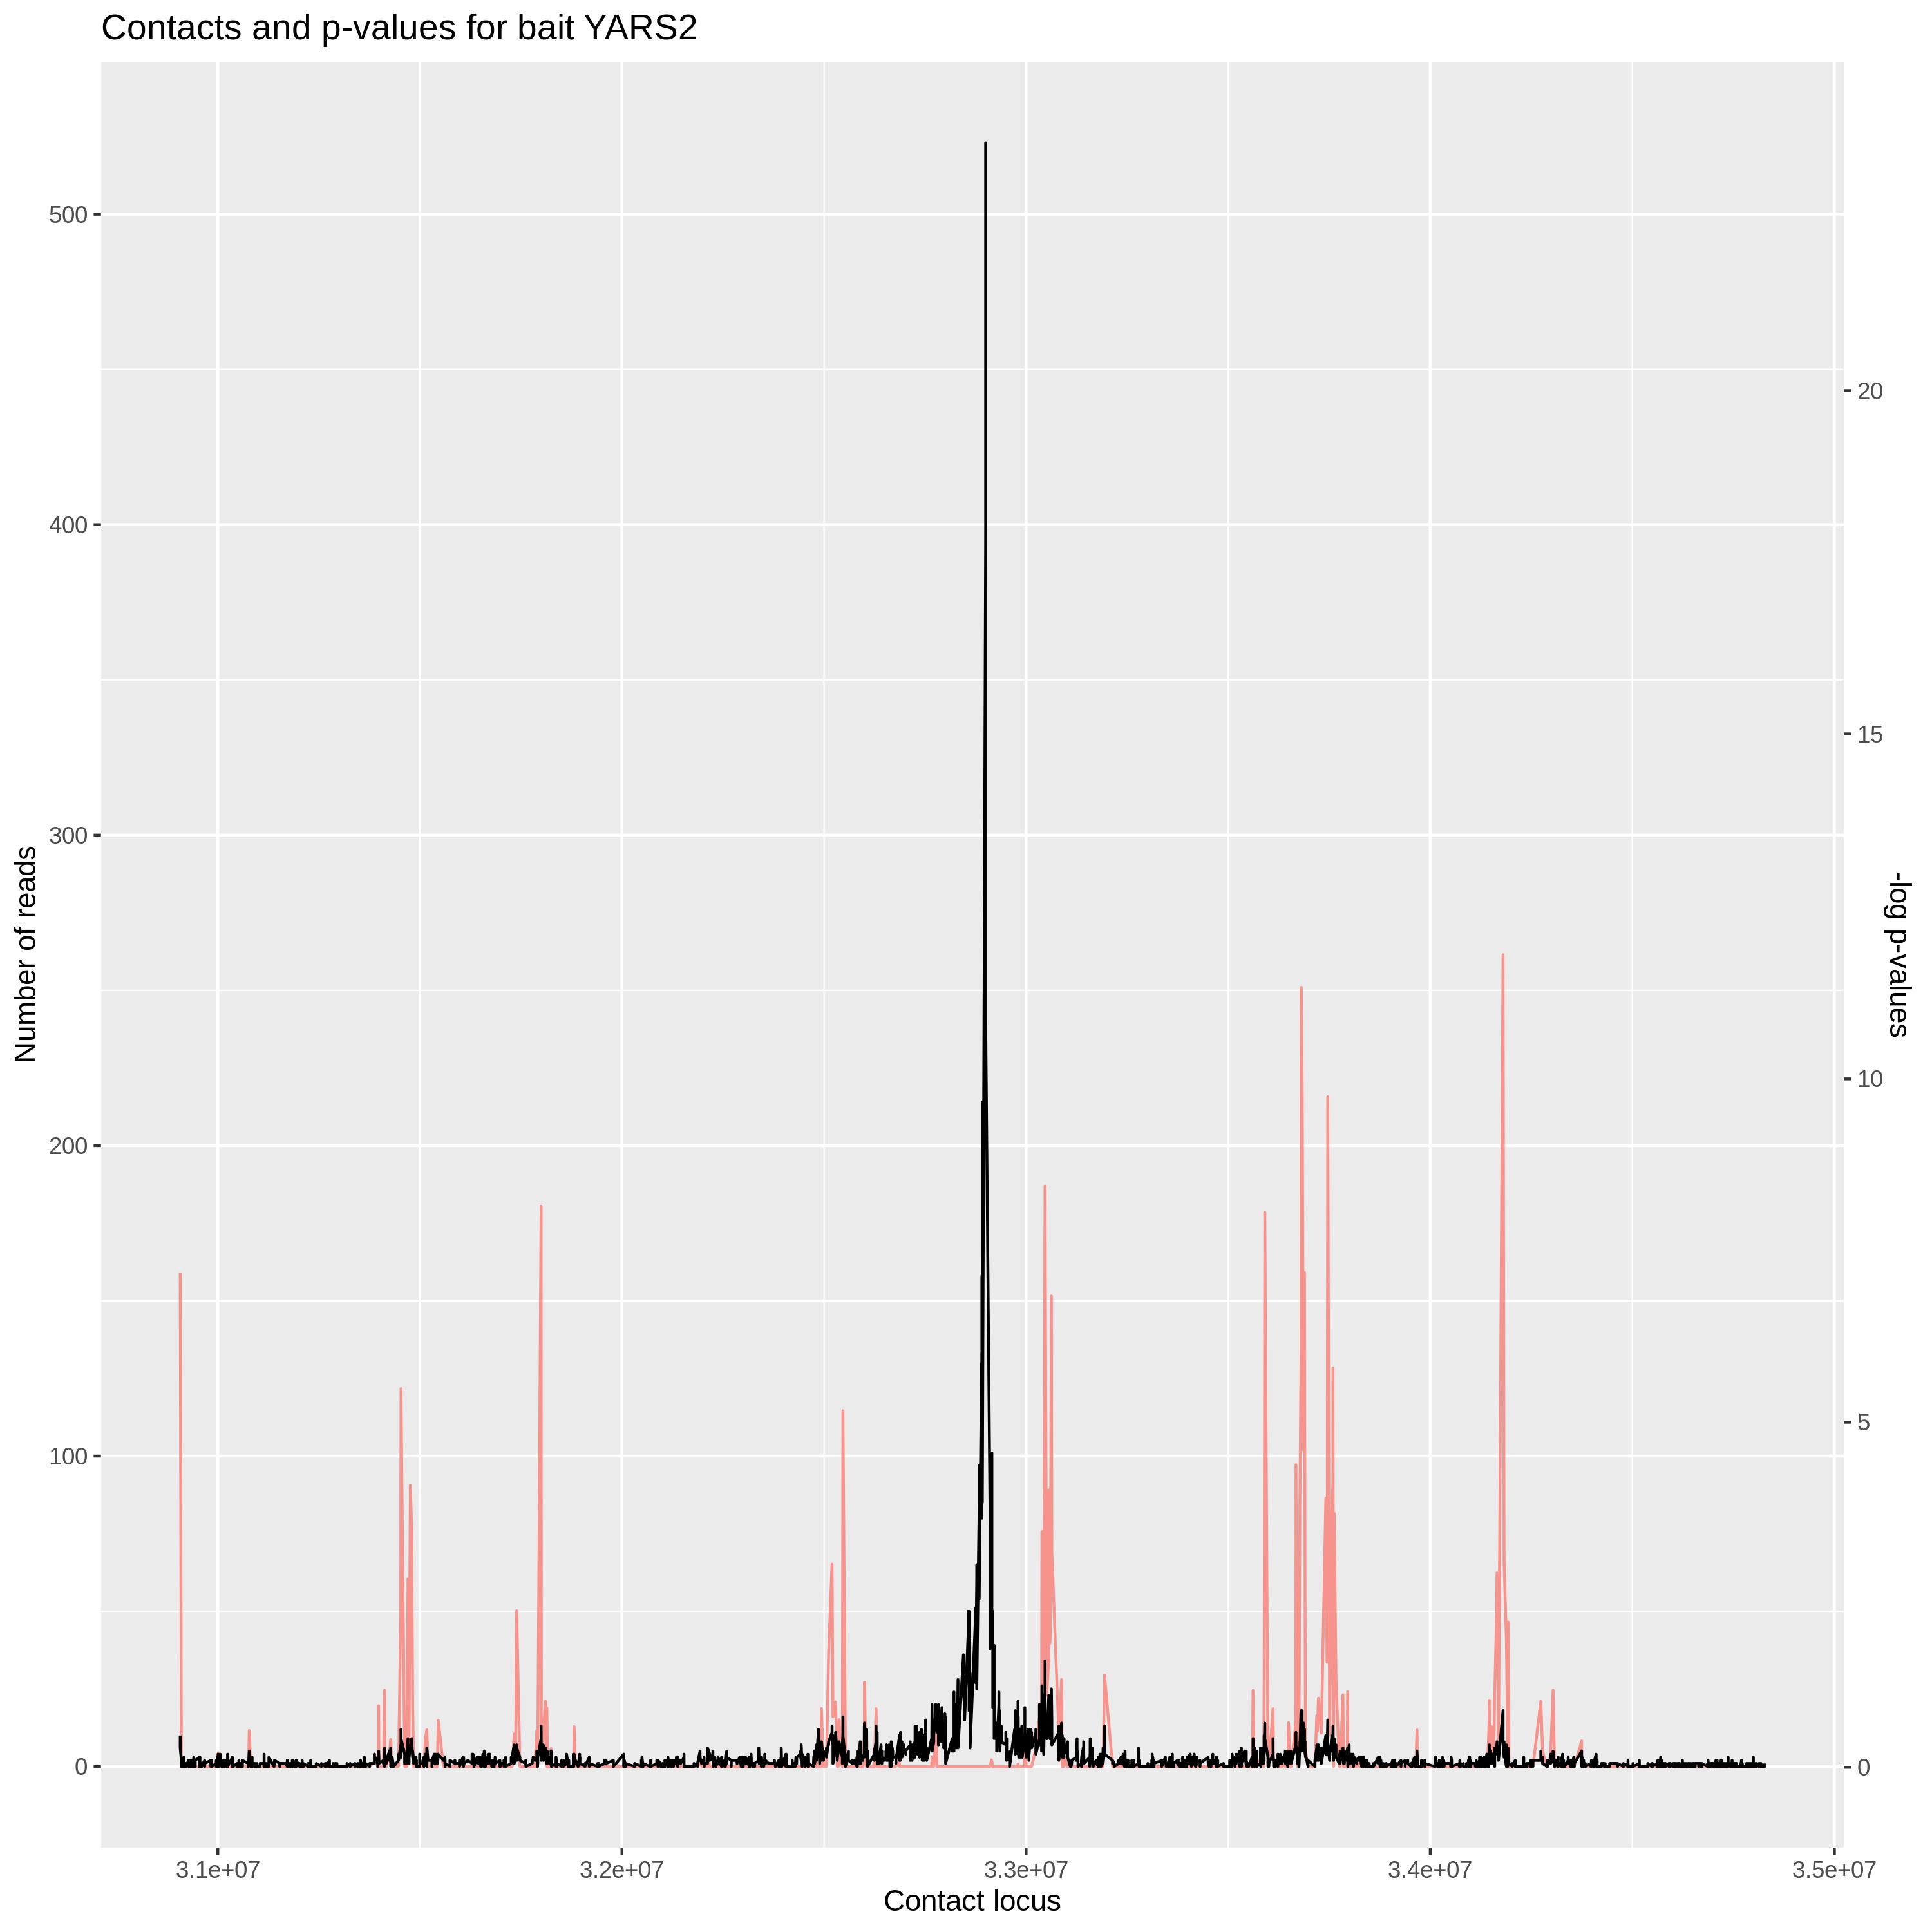 Contacts and p-values for bait YARS2
500
400
300
200
100
0
Number of reads
20
15
10
5
0
-log p-values
3.1e+07
3.2e+07
3.3e+07
3.4e+07
3.5e+07
Contact locus